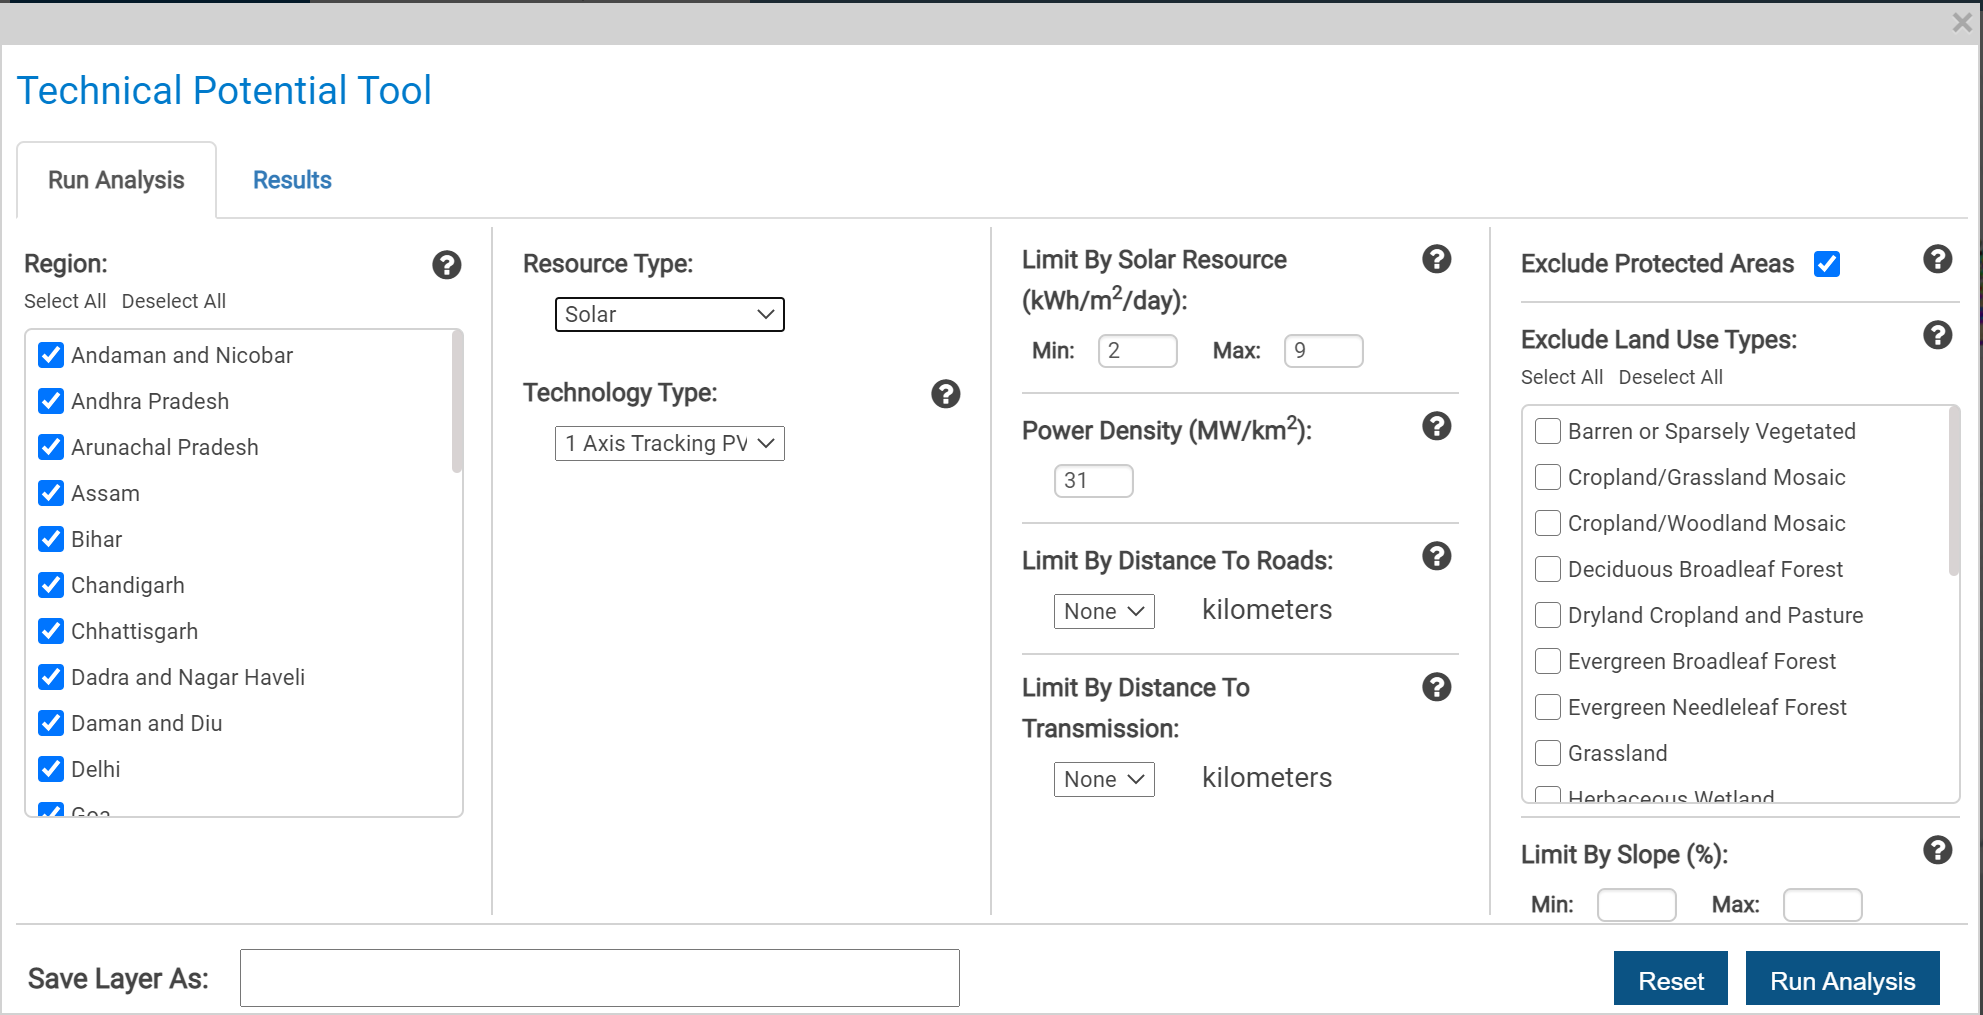 Technical Potential Tool
Run Analysis
Results
Region:
Select All Deselect All
Andaman and Nicobar
Andhra Pradesh
Arunachal Pradesh
Assam
Bihar
Chandigarh
Chhattisgarh
Dadra and Nagar Haveli
Daman and Diu
Delhi
Goa
Resource Type:
Solar
Technology Type:
1 Axis Tracking PV
Limit By Solar Resource
(kWh/m²/day):
Min: 2 Max: 9
Power Density (MW/km²):
31
Limit By Distance To Roads:
None kilometers
Limit By Distance To
Transmission:
None kilometers
Exclude Protected Areas
Exclude Land Use Types:
Select All Deselect All
Barren or Sparsely Vegetated
Cropland/Grassland Mosaic
Cropland/Woodland Mosaic
Deciduous Broadleaf Forest
Dryland Cropland and Pasture
Evergreen Broadleaf Forest
Evergreen Needleleaf Forest
Grassland
Herbaceous Wetland
Limit By Slope (%):
Min: Max:
Save Layer As:
Reset
Run Analysis